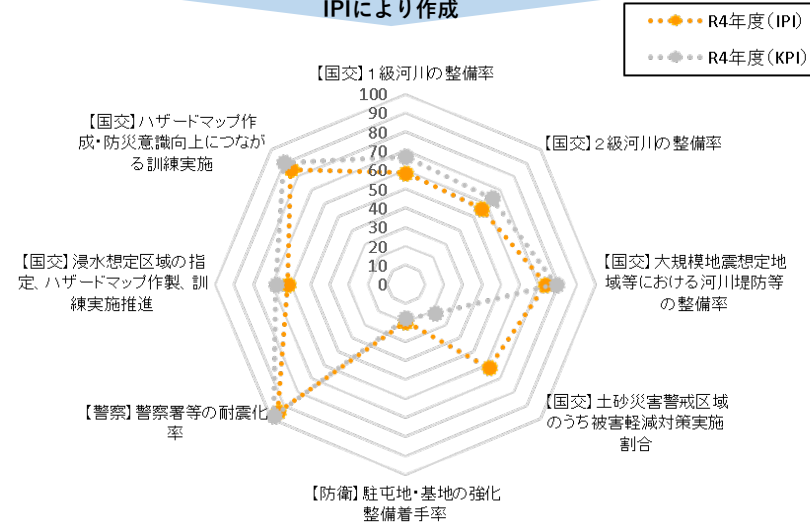 IPIにより作成
R4年度（IPI）
R4年度（KPI）
【国交】1級河川の整備率
100
90
80
70
60
50
40
30
20
10
0
【国交】2級河川の整備率
【国交】大規模地震想定地
域等における河川堤防等
の整備率
【国交】土砂災害警戒区域
のうち被害軽減対策実施
割合
【防衛】駐屯地・基地の強化
整備着手率
【警察】警察署等の耐震化
率
【国交】浸水想定区域の指
定、ハザードマップ作製、訓
練実施推進
【国交】ハザードマップ作
成・防災意識向上につなが
る訓練実施